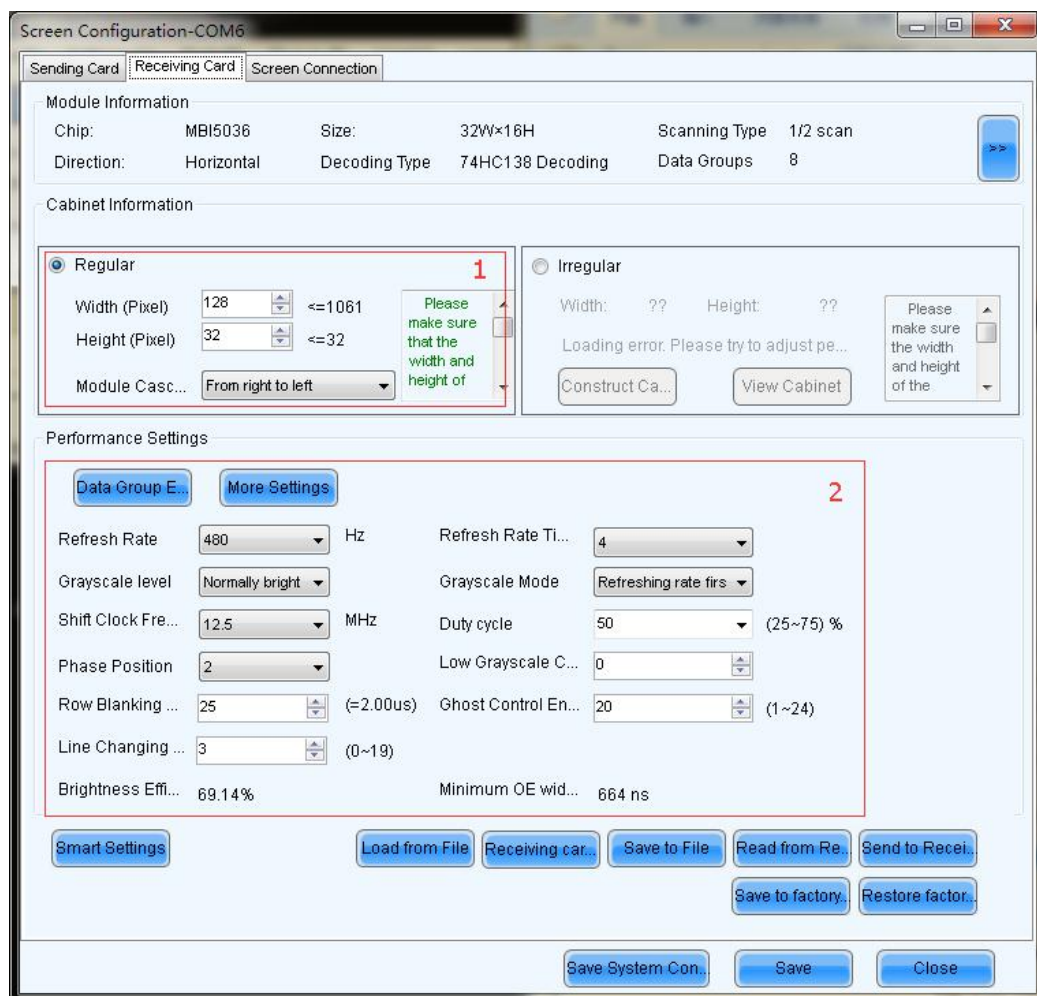 Screen Configuration-COM6
Sending Card Receiving Card Screen Connection
Module Information
Chip: MBI5036 Size: 32W×16H Scanning Type 1/2 scan
Direction: Horizontal Decoding Type 74HC138 Decoding Data Groups 8
>>
Cabinet Information
Regular
1
Width (Pixel) 128 <=1061
Height (Pixel) 32 <=32
Module Casc... From right to left
Please
make sure
that the
width and
height of
Irregular
Width: ?? Height: ??
Loading error. Please try to adjust pe...
Construct Ca... View Cabinet
Please
make sure
the width
and height
of the
Performance Settings
Data Group E... More Settings
2
Refresh Rate 480 Hz Refresh Rate Ti... 4
Grayscale level Normally bright Grayscale Mode Refreshing rate firs
Shift Clock Fre... 12.5 MHz Duty cycle 50 (25~75) %
Phase Position 2 Low Grayscale C... 0
Row Blanking ... 25 (=2.00us) Ghost Control En... 20 (1~24)
Line Changing ... 3 (0~19)
Brightness Effi... 69.14% Minimum OE wid... 664 ns
Smart Settings Load from File Receiving car... Save to File Read from Re... Send to Recei...
Save to factory.. Restore factor...
Save System Con.. Save Close